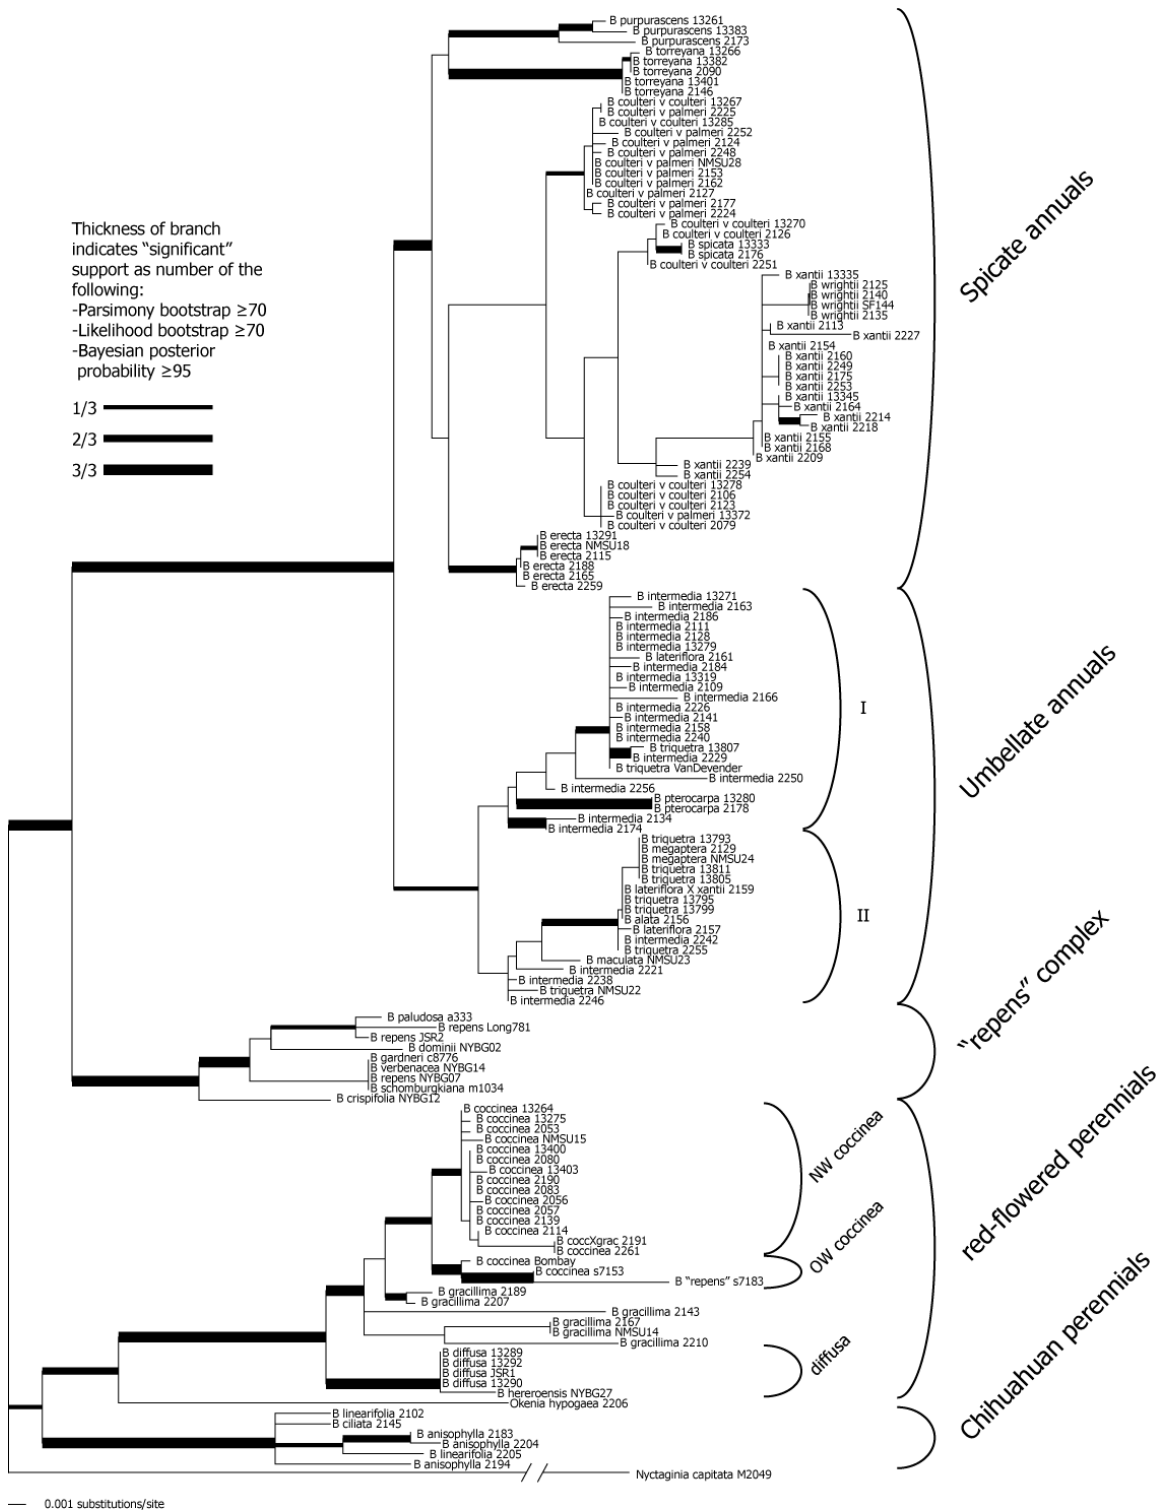 B purpurascens 13261
B purpurascens 13383
B purpurascens 2173
B torreyana 13266
B torreyana 13382
B torreyana 2090
B torreyana 13401
B torreyana 2146
B coulteri v coulteri 13267
B coulteri v palmeri 2225
B coulteri v coulteri 13285
B coulteri v palmeri 2252
B coulteri v palmeri 2124
B coulteri v palmeri 2248
B coulteri v palmeri NMSU28
B coulteri v palmeri 2153
B coulteri v palmeri 2162
B coulteri v palmeri 2127
B coulteri v palmeri 2177
B coulteri v palmeri 2224
B coulteri v coulteri 13270
B coulteri v coulteri 2126
B spicata 13333
B spicata 2176
B coulteri v coulteri 2251
B xantii 13335
B wrightii 2125
B wrightii 2140
B wrightii SF144
B wrightii 2135
B xantii 2113
B xantii 2227
B xantii 2154
B xantii 2160
B xantii 2249
B xantii 2175
B xantii 2253
B xantii 13345
B xantii 2164
B xantii 2214
B xantii 2218
B xantii 2155
B xantii 2168
B xantii 2209
B xantii 2239
B xantii 2254
B coulteri v coulteri 13278
B coulteri v coulteri 2106
B coulteri v coulteri 2123
B coulteri v palmeri 13372
B coulteri v coulteri 2079
B erecta 13291
B erecta NMSU18
B erecta 2115
B erecta 2188
B erecta 2165
B erecta 2259
Spicate annuals
Thickness of branch
indicates “significant”
support as number of the
following:
-Parsimony bootstrap ≥70
-Likelihood bootstrap ≥70
-Bayesian posterior
probability ≥95
1/3
2/3
3/3
B intermedia 13271
B intermedia 2163
B intermedia 2186
B intermedia 2111
B intermedia 2128
B intermedia 13279
B lateriflora 2161
B intermedia 2184
B intermedia 13319
B intermedia 2109
B intermedia 2166
B intermedia 2226
B intermedia 2141
B intermedia 2158
B intermedia 2240
B triquetra 13807
B intermedia 2229
B triquetra VanDevender
B intermedia 2250
B intermedia 2256
B pterocarpa 13280
B pterocarpa 2178
B intermedia 2134
B intermedia 2174
I
B triquetra 13793
B megaptera 2129
B megaptera NMSU24
B triquetra 13811
B triquetra 13805
B lateriflora X xantii 2159
B triquetra 13795
B triquetra 13799
B alata 2156
B lateriflora 2157
B intermedia 2242
B triquetra 2255
B maculata NMSU23
B intermedia 2221
B intermedia 2238
B triquetra NMSU22
B intermedia 2246
II
Umbellate annuals
B paludosa a333
B repens Long781
B repens JSR2
B dominii NYBG02
B gardneri c8776
B verbenacea NYBG14
B repens NYBG07
B schomburgkiana m1034
B crispifolia NYBG12
“repens” complex
B coccinea 13264
B coccinea 13275
B coccinea 2053
B coccinea NMSU15
B coccinea 13400
B coccinea 2080
B coccinea 13403
B coccinea 2190
B coccinea 2083
B coccinea 2056
B coccinea 2057
B coccinea 2139
B coccinea 2114
B coccXgrac 2191
B coccinea 2261
NW coccinea
B coccinea Bombay
B coccinea s7153
B “repens” s7183
OW coccinea
B gracillima 2189
B gracillima 2207
B gracillima 2143
B gracillima 2167
B gracillima NMSU14
B gracillima 2210
B diffusa 13289
B diffusa 13292
B diffusa JSR1
B diffusa 13290
B hereroensis NYBG27
diffusa
Okenia hypogaea 2206
red-flowered perennials
B linearifolia 2102
B ciliata 2145
B anisophylla 2183
B anisophylla 2204
B linearifolia 2205
B anisophylla 2194
Chihuahuan perennials
Nyctaginia capitata M2049
0.001 substitutions/site